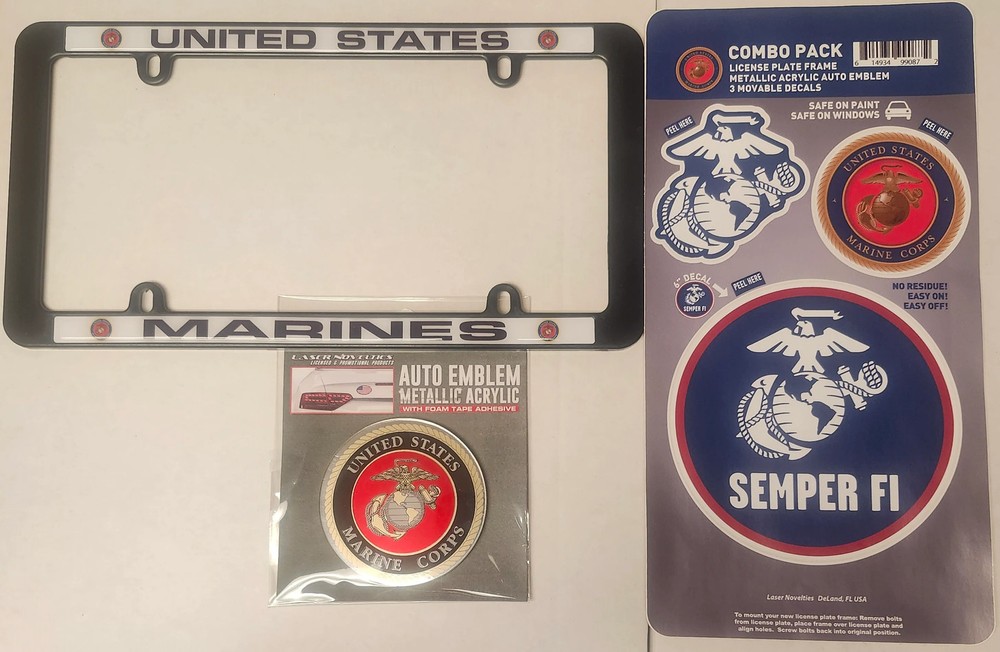 UNITED STATES
MARINES
LASER NOVELTIES
LICENSED & PROMOTIONAL PRODUCTS
AUTO EMBLEM
METALLIC ACRYLIC
WITH FOAM TAPE ADHESIVE
UNITED STATES
MARINE CORPS
COMBO PACK
LICENSE PLATE FRAME
METALLIC ACRYLIC AUTO EMBLEM
3 MOVABLE DECALS
6 14934 99087 2
SAFE ON PAINT
SAFE ON WINDOWS
PEEL HERE
PEEL HERE
UNITED STATES
MARINE CORPS
6" DECAL
SEMPER FI
PEEL HERE
NO RESIDUE!
EASY ON!
EASY OFF!
SEMPER FI
Laser Novelties DeLand, FL USA
To mount your new license plate frame: Remove bolts
from license plate, place frame over license plate and
align holes. Screw bolts back into original position.